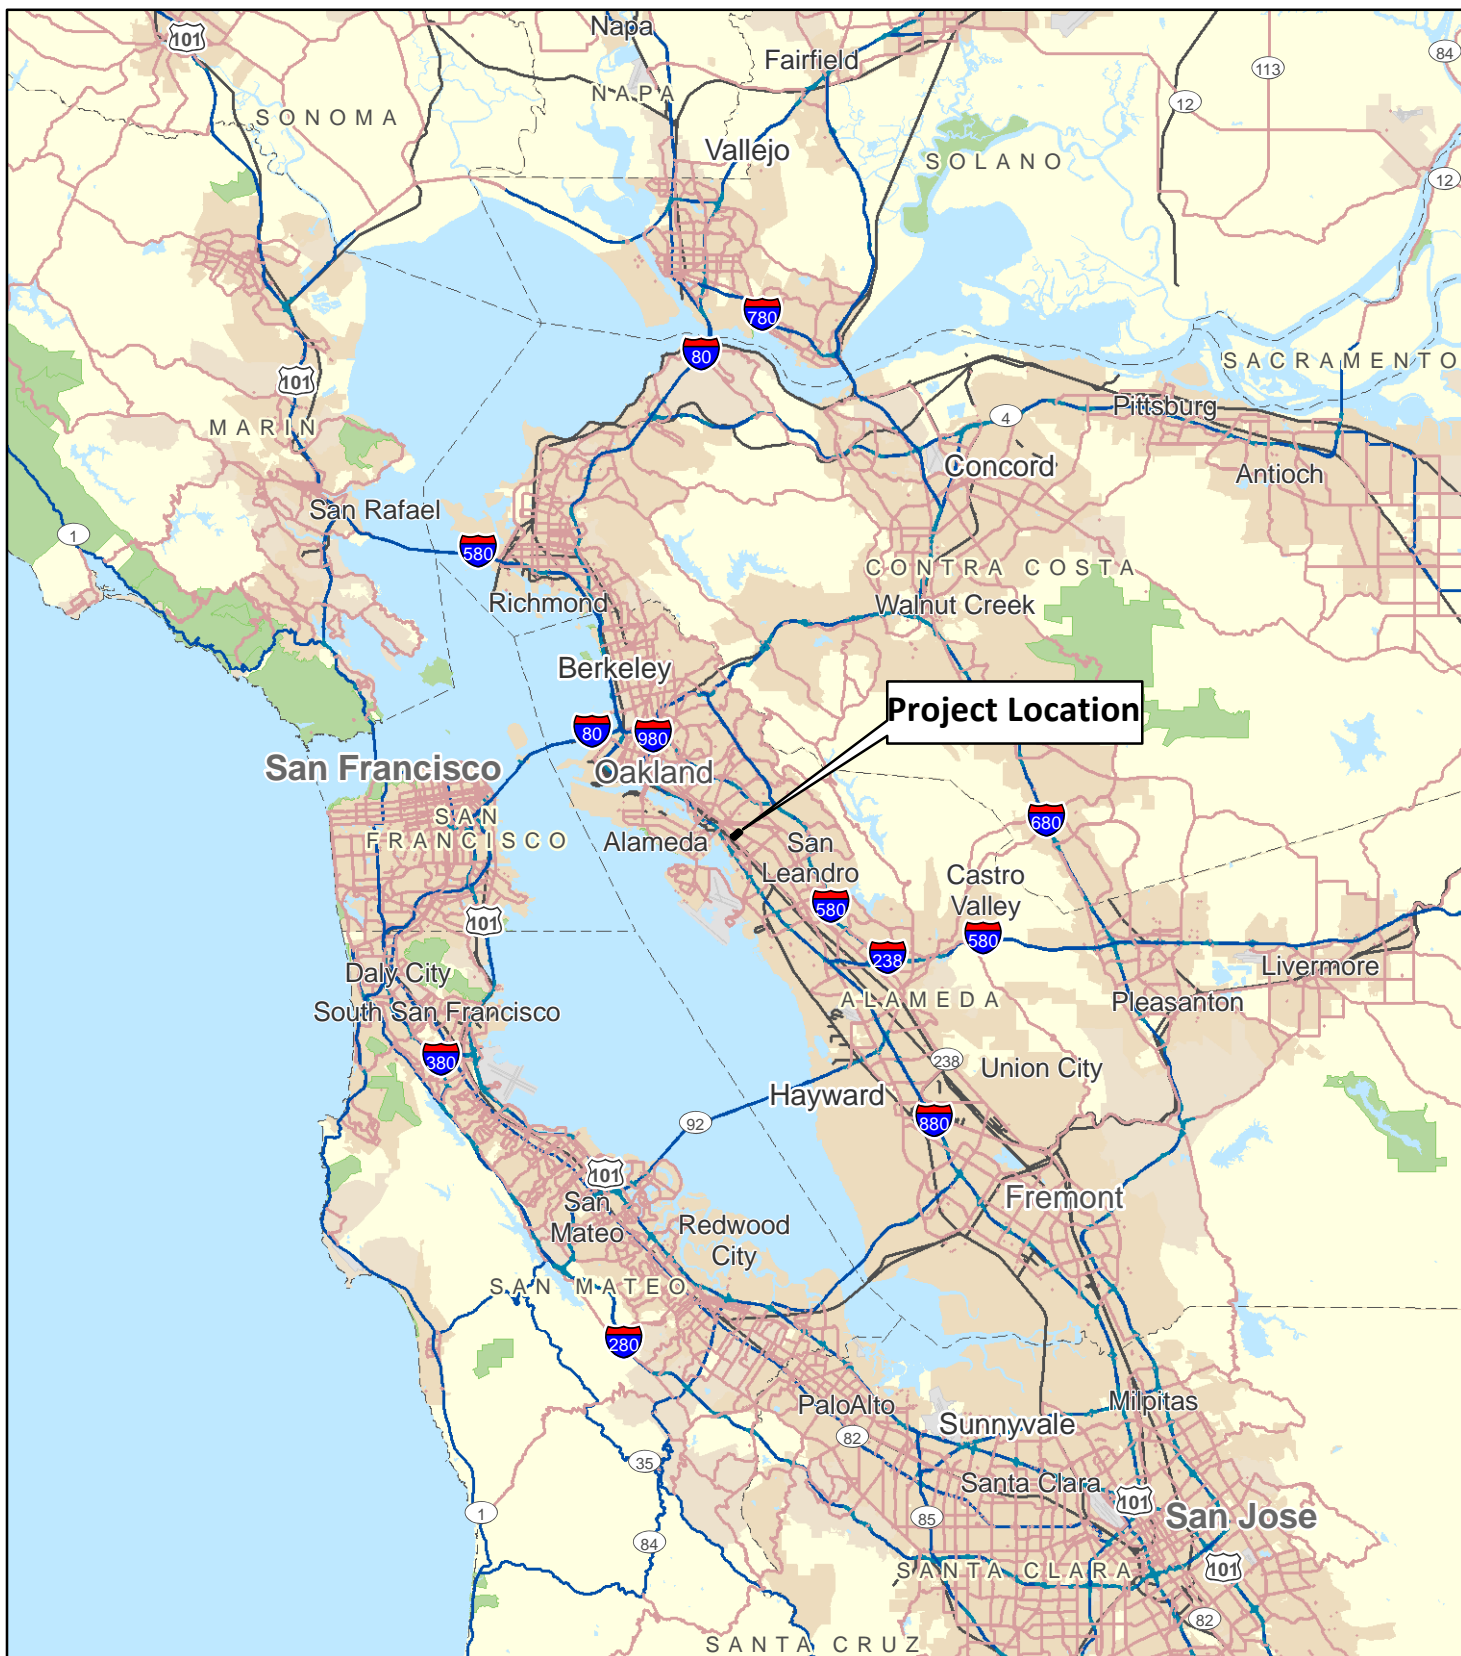 Napa
101
Fairfield
84
113
NAPA
12
SONOMA
Vallejo
SOLANO
12
780
80
SACRAMENTO
101
Pittsburg
4
MARIN
Concord
Antioch
San Rafael
1
580
CONTRA COSTA
Richmond
Walnut Creek
Berkeley
Project Location
80
980
San Francisco
Oakland
SAN
FRANCISCO
680
Alameda
San
Leandro
Castro
Valley
580
101
580
238
Livermore
Daly City
ALAMEDA
Pleasanton
South San Francisco
380
238
Union City
Hayward
92
880
101
San
Mateo
Fremont
Redwood
City
SAN MATEO
280
PaloAlto
Milpitas
Sunnyvale
82
35
Santa Clara
101
San Jose
1
85
84
SANTA CLARA
101
82
SANTA CRUZ